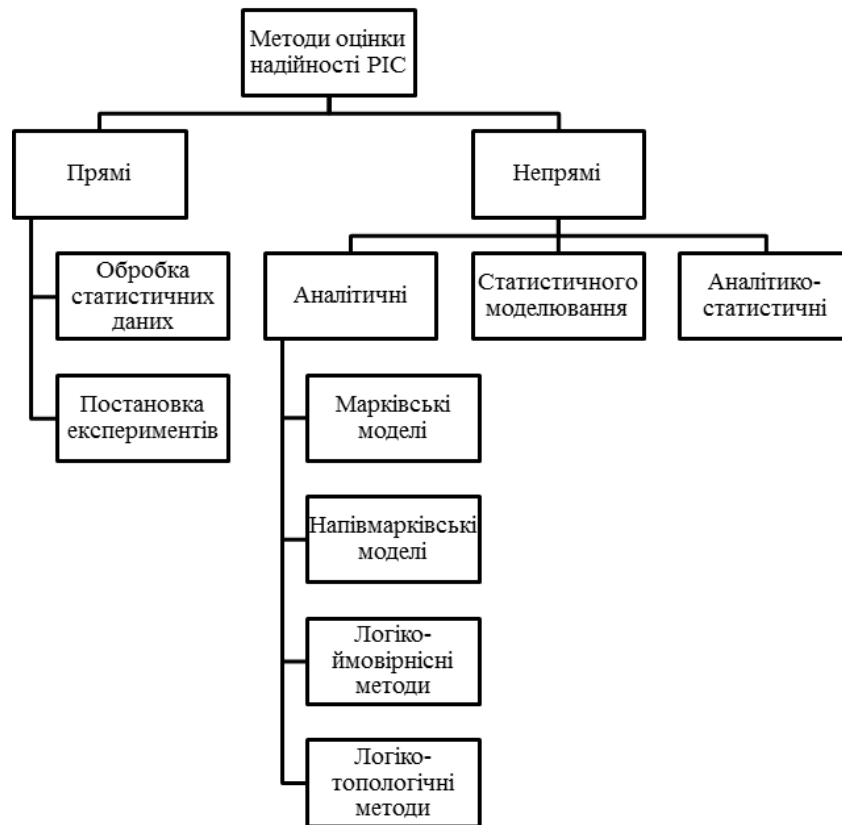 Методи оцінки
надійності РІС
Прямі
Непрямі
Обробка
статистичних
даних
Аналітичні
Статистичного
моделювання
Аналітико-
статистичні
Постановка
експериментів
Марківські
моделі
Напівмарківські
моделі
Логіко-
ймовірнісні
методи
Логіко-
топологічні
методи